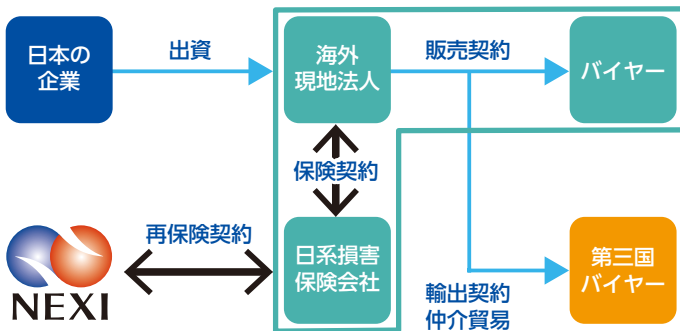 日本の
企業
出資
海外
現地法人
販売契約
バイヤー
保険契約
再保険契約
NEXI
日系損害
保険会社
輸出契約
仲介貿易
第三国
バイヤー